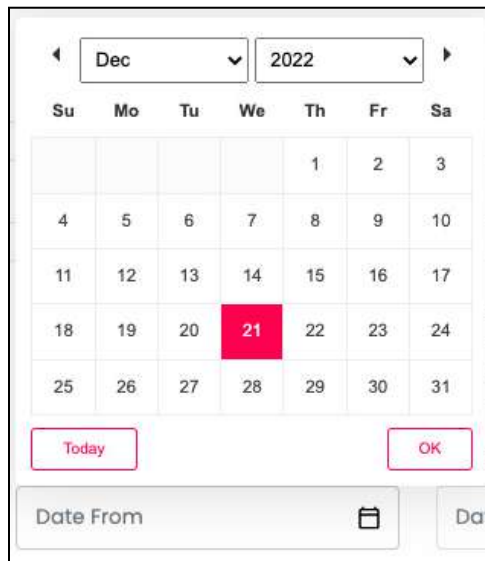 Dec 2022
Su Mo Tu We Th Fr Sa
1 2 3
4 5 6 7 8 9 10
11 12 13 14 15 16 17
18 19 20 21 22 23 24
25 26 27 28 29 30 31
Today OK
Date From Da